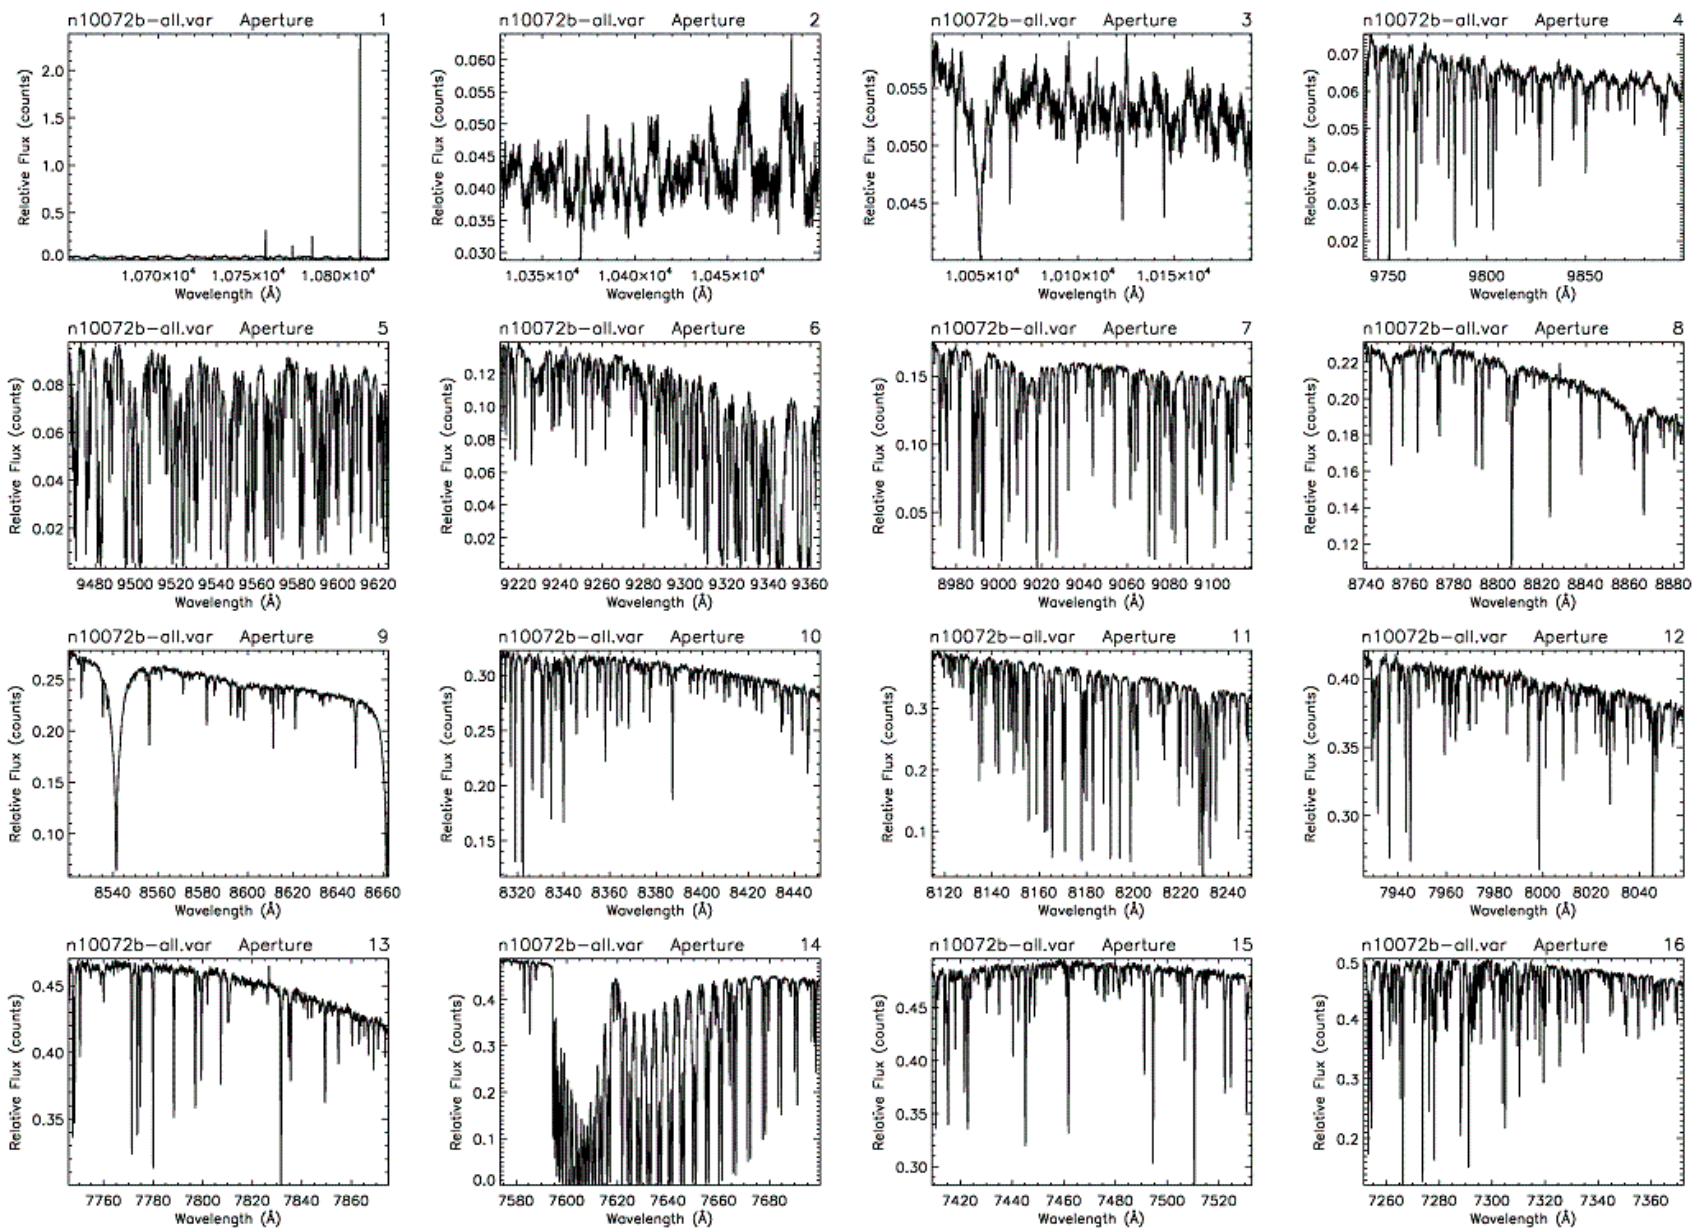 n10072b-all.var Aperture 1
Relative Flux (counts)
2.0
1.5
1.0
0.5
0.0
1.070×10⁴ 1.075×10⁴ 1.080×10⁴
Wavelength (Å)
n10072b-all.var Aperture 2
Relative Flux (counts)
0.060
0.055
0.050
0.045
0.040
0.035
0.030
1.035×10⁴ 1.040×10⁴ 1.045×10⁴
Wavelength (Å)
n10072b-all.var Aperture 3
Relative Flux (counts)
0.055
0.050
0.045
1.005×10⁴ 1.010×10⁴ 1.015×10⁴
Wavelength (Å)
n10072b-all.var Aperture 4
Relative Flux (counts)
0.07
0.06
0.05
0.04
0.03
0.02
9750 9800 9850
Wavelength (Å)
n10072b-all.var Aperture 5
Relative Flux (counts)
0.08
0.06
0.04
0.02
9480 9500 9520 9540 9560 9580 9600 9620
Wavelength (Å)
n10072b-all.var Aperture 6
Relative Flux (counts)
0.12
0.10
0.08
0.06
0.04
0.02
9220 9240 9260 9280 9300 9320 9340 9360
Wavelength (Å)
n10072b-all.var Aperture 7
Relative Flux (counts)
0.15
0.10
0.05
8980 9000 9020 9040 9060 9080 9100
Wavelength (Å)
n10072b-all.var Aperture 8
Relative Flux (counts)
0.22
0.20
0.18
0.16
0.14
0.12
8740 8760 8780 8800 8820 8840 8860 8880
Wavelength (Å)
n10072b-all.var Aperture 9
Relative Flux (counts)
0.25
0.20
0.15
0.10
8540 8560 8580 8600 8620 8640 8660
Wavelength (Å)
n10072b-all.var Aperture 10
Relative Flux (counts)
0.30
0.25
0.20
0.15
8320 8340 8360 8380 8400 8420 8440
Wavelength (Å)
n10072b-all.var Aperture 11
Relative Flux (counts)
0.3
0.2
0.1
8120 8140 8160 8180 8200 8220 8240
Wavelength (Å)
n10072b-all.var Aperture 12
Relative Flux (counts)
0.40
0.35
0.30
7940 7960 7980 8000 8020 8040
Wavelength (Å)
n10072b-all.var Aperture 13
Relative Flux (counts)
0.45
0.40
0.35
7760 7780 7800 7820 7840 7860
Wavelength (Å)
n10072b-all.var Aperture 14
Relative Flux (counts)
0.4
0.3
0.2
0.1
0.0
7580 7600 7620 7640 7660 7680
Wavelength (Å)
n10072b-all.var Aperture 15
Relative Flux (counts)
0.45
0.40
0.35
0.30
7420 7440 7460 7480 7500 7520
Wavelength (Å)
n10072b-all.var Aperture 16
Relative Flux (counts)
0.5
0.4
0.3
0.2
7260 7280 7300 7320 7340 7360
Wavelength (Å)